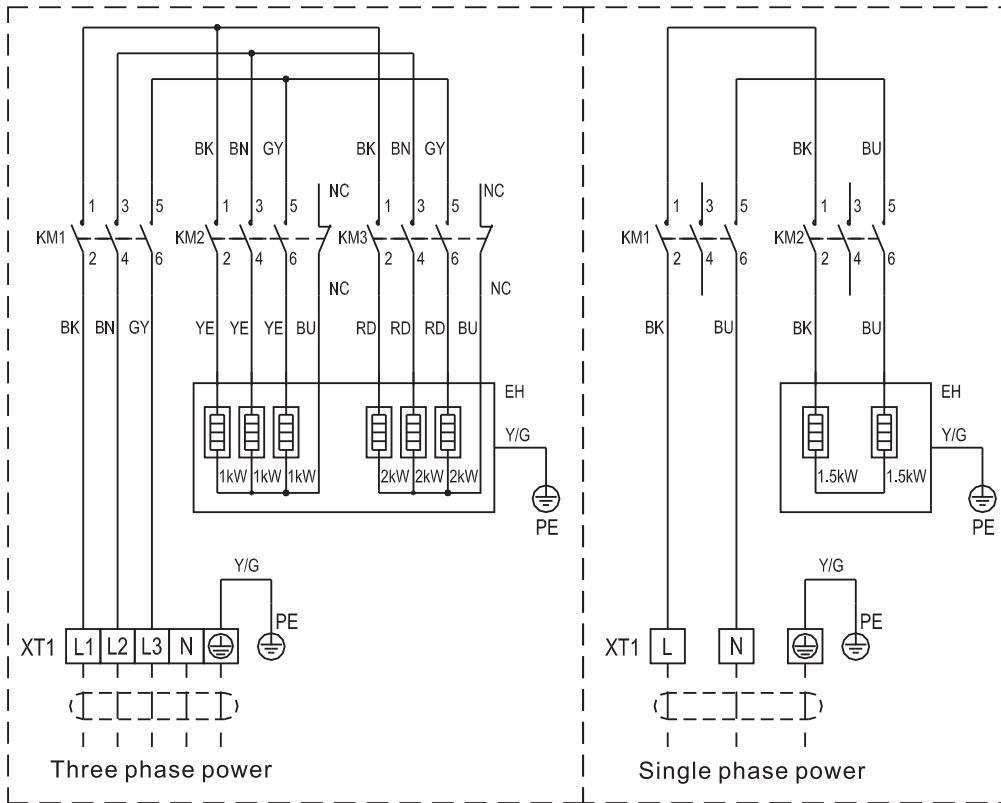 BK BN GY BK BN GY
NC NC
1 3 5 1 3 5 1 3 5
KM1 KM2 KM3
2 4 6 2 4 6 2 4 6
NC NC
BK BN GY YE YE YE BU RD RD RD BU
EH
Y/G
1kW 1kW 1kW 2kW 2kW 2kW
PE
Y/G
PE
XT1 L1 L2 L3 N
Three phase power
BK BU
1 3 5 1 3 5
KM1 KM2
2 4 6 2 4 6
BK BU BK BU
EH
Y/G
1.5kW 1.5kW
PE
Y/G
PE
XT1 L N
Single phase power